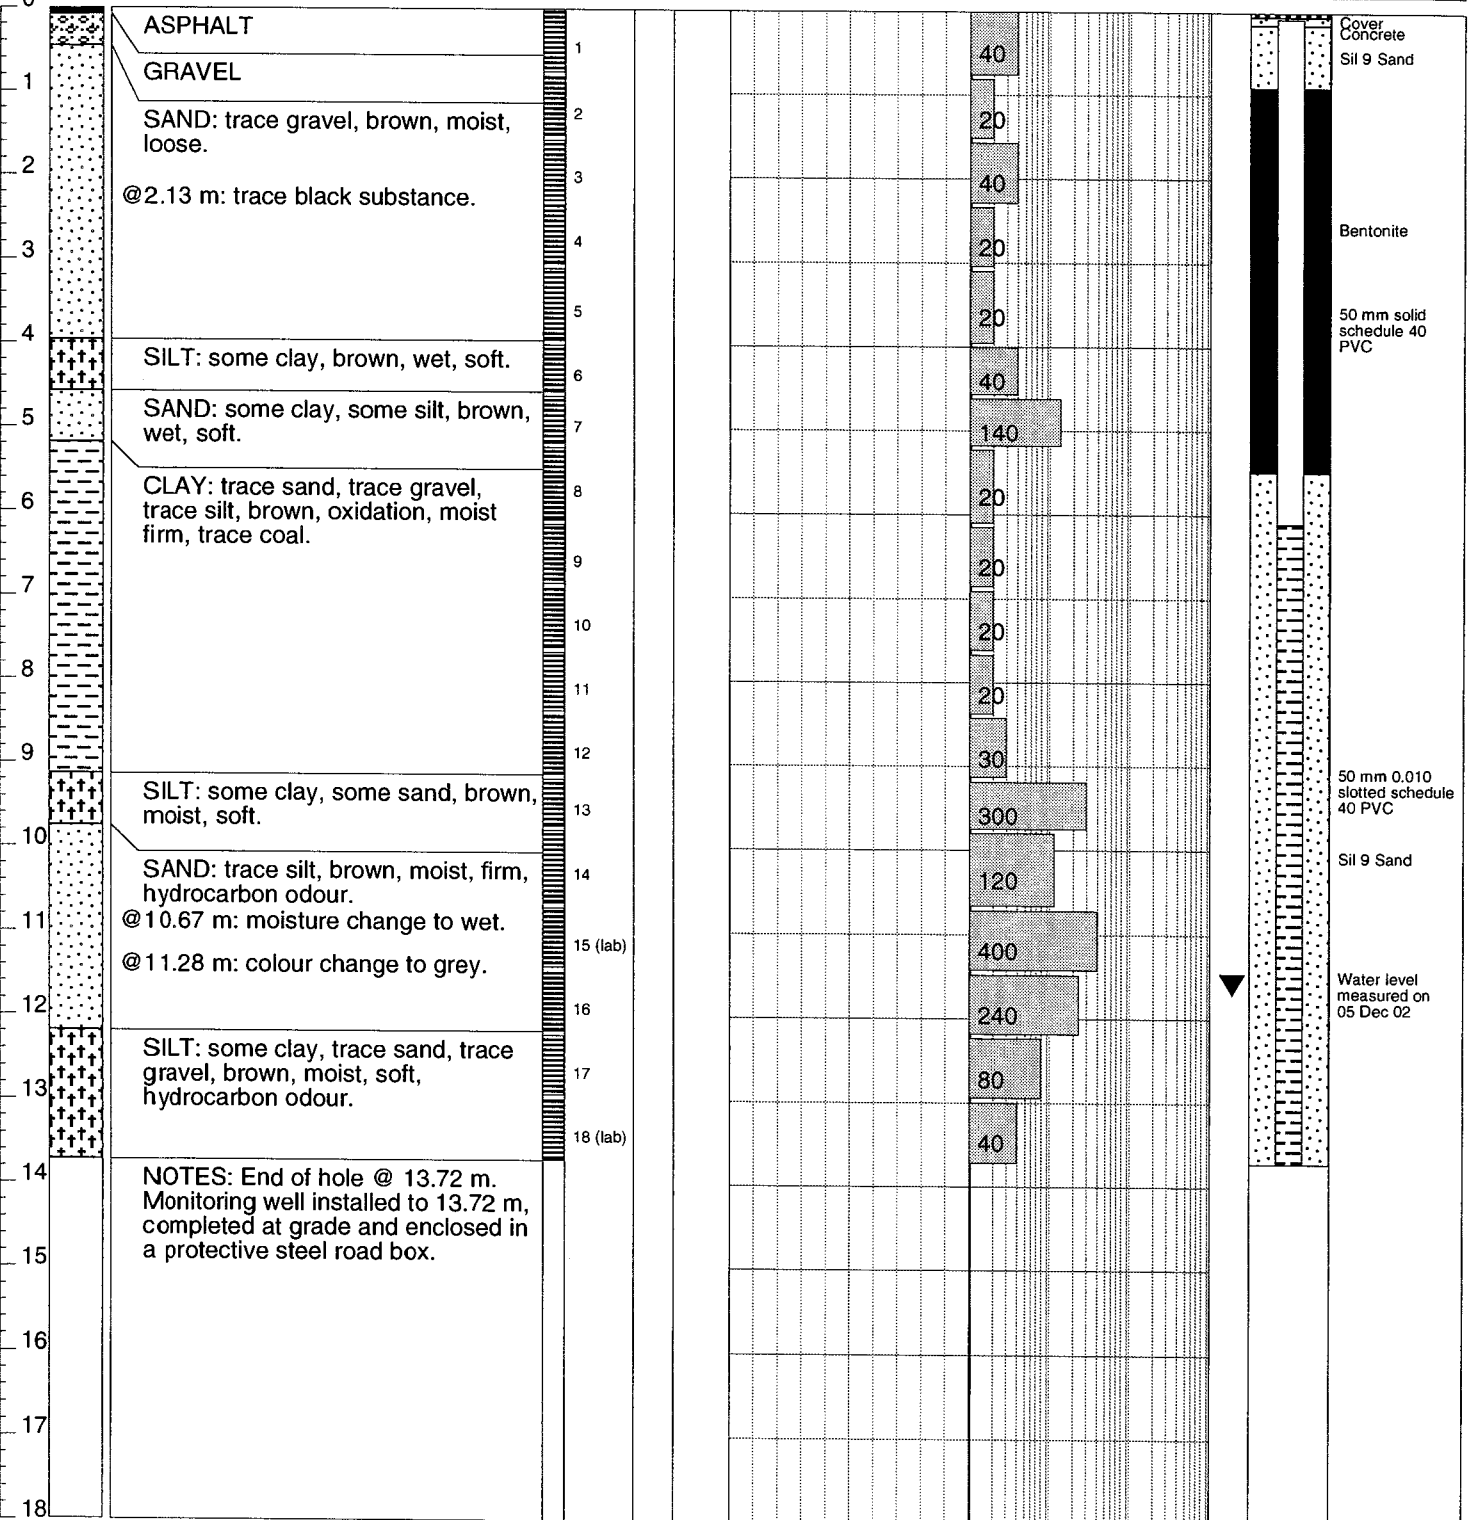 0
1
2
3
4
5
6
7
8
9
10
11
12
13
14
15
16
17
18
ASPHALT
GRAVEL
SAND: trace gravel, brown, moist,
loose.
@2.13 m: trace black substance.
SILT: some clay, brown, wet, soft.
SAND: some clay, some silt, brown,
wet, soft.
CLAY: trace sand, trace gravel,
trace silt, brown, oxidation, moist
firm, trace coal.
SILT: some clay, some sand, brown,
moist, soft.
SAND: trace silt, brown, moist, firm,
hydrocarbon odour.
@10.67 m: moisture change to wet.
@11.28 m: colour change to grey.
SILT: some clay, trace sand, trace
gravel, brown, moist, soft,
hydrocarbon odour.
NOTES: End of hole @ 13.72 m.
Monitoring well installed to 13.72 m,
completed at grade and enclosed in
a protective steel road box.
1
2
3
4
5
6
7
8
9
10
11
12
13
14
15 (lab)
16
17
18 (lab)
40
20
40
20
20
40
140
20
20
20
20
30
300
120
400
240
80
40
Cover
Concrete
Sil 9 Sand
Bentonite
50 mm solid
schedule 40
PVC
50 mm 0.010
slotted schedule
40 PVC
Sil 9 Sand
Water level
measured on
05 Dec 02